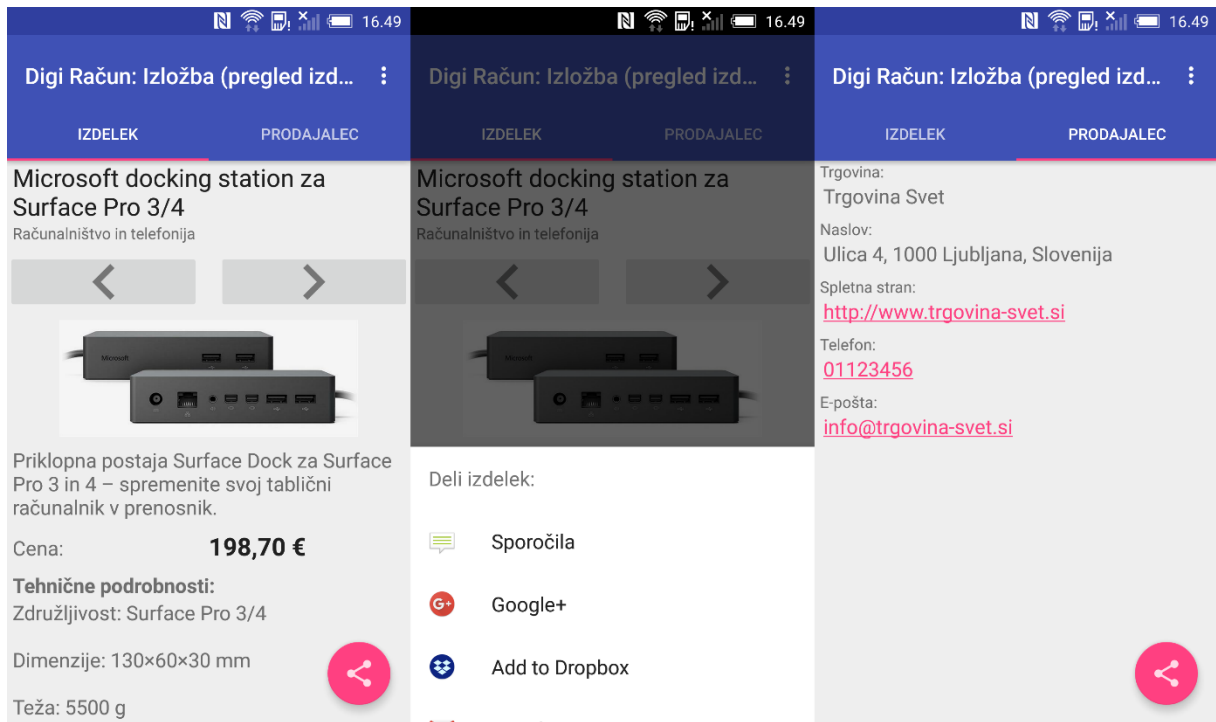 16.49
Digi Račun: Izložba (pregled izd...
IZDELEK PRODAJALEC
Microsoft docking station za
Surface Pro 3/4
Računalništvo in telefonija
Microsoft
Priklopna postaja Surface Dock za Surface
Pro 3 in 4 – spremenite svoj tablični
računalnik v prenosnik.
Cena: 198,70 €
Tehnične podrobnosti:
Združljivost: Surface Pro 3/4
Dimenzije: 130×60×30 mm
Teža: 5500 g
16.49
Digi Račun: Izložba (pregled izd...
IZDELEK PRODAJALEC
Microsoft docking station za
Surface Pro 3/4
Računalništvo in telefonija
Microsoft
Deli izdelek:
Sporočila
G+ Google+
Add to Dropbox
16.49
Digi Račun: Izložba (pregled izd...
IZDELEK PRODAJALEC
Trgovina:
Trgovina Svet
Naslov:
Ulica 4, 1000 Ljubljana, Slovenija
Spletna stran:
http://www.trgovina-svet.si
Telefon:
01123456
E-pošta:
info@trgovina-svet.si